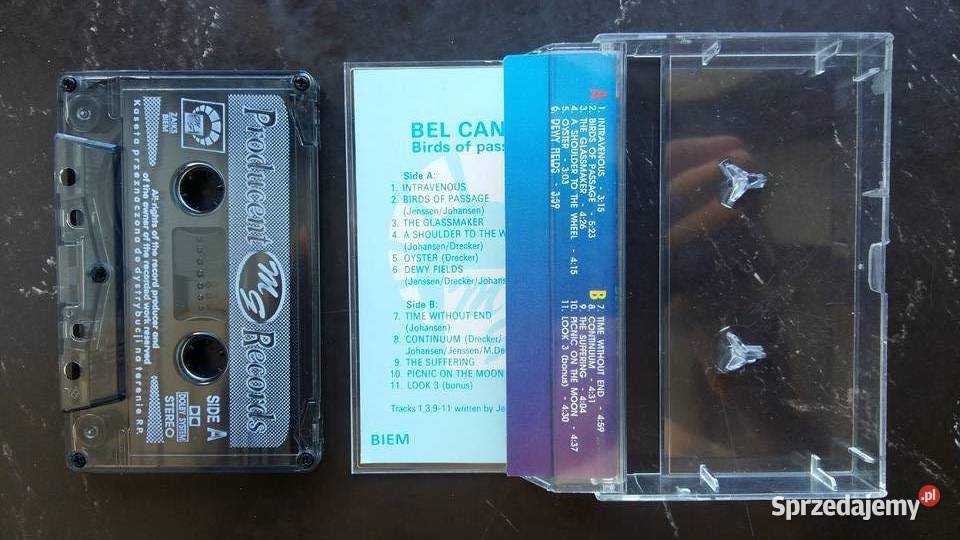 Producent MG Records
ZAIKS
BIEM
All rights of the record producer and
of the owner of the recorded work reserved
Kaseta przeznaczona do dystrybucji na terenie RP.
SIDE A
DOLBY SYSTEM
STEREO
BEL CAN
Birds of pas
Side A:
1. INTRAVENOUS
2. BIRDS OF PASSAGE
(Jenssen/Johansen)
3. THE GLASSMAKER
4. A SHOULDER TO THE W
(Johansen/Drecker)
5. OYSTER (Drecker)
6. DEWY FIELDS
(Jenssen/Drecker/Johans
Side B:
7. TIME WITHOUT END
(Johansen)
8. CONTINUUM (Drecker/
Johansen/Jenssen/M.De
9. THE SUFFERING
10. PICNIC ON THE MOON
11. LOOK 3 (bonus)
Tracks 1,3,9-11 written by Je
BIEM
A
1. INTRAVENOUS - 3:15
2. BIRDS OF PASSAGE - 5:23
3. THE GLASSMAKER - 4:26
4. A SHOULDER TO THE WHEEL - 4:15
5. OYSTER - 3:03
6. DEWY FIELDS - 3:59
B
7. TIME WITHOUT END - 4:59
8. CONTINUUM - 4:31
9. THE SUFFERING - 4:04
10. PICNIC ON THE MOON - 4:37
11. LOOK 3 (bonus) - 4:30
Sprzedajemy.pl